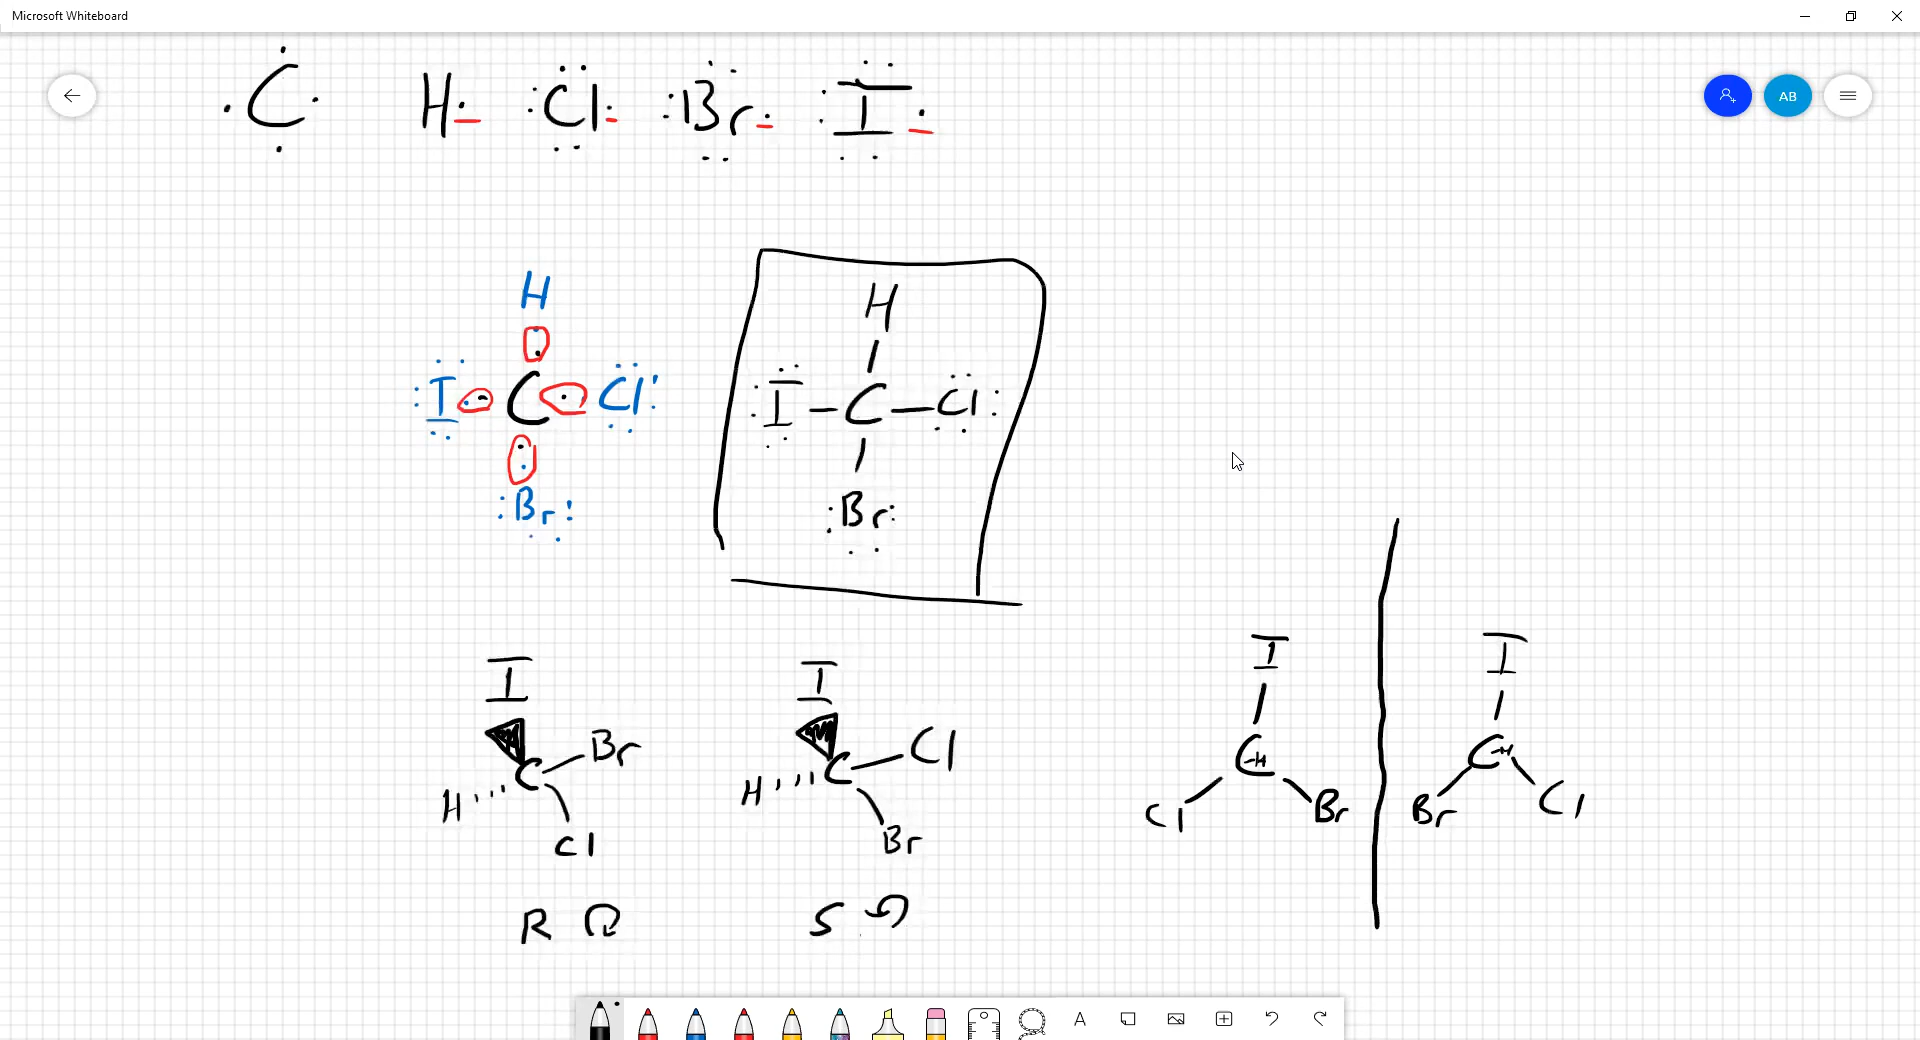 Microsoft Whiteboard
AB
C H Cl Br I
H
I C Cl
Br
H
I — C — Cl
Br
I
C Br
H
Cl
R
I
C Cl
H
Br
S
I
C H
Cl Br
I
C H
Br Cl
A